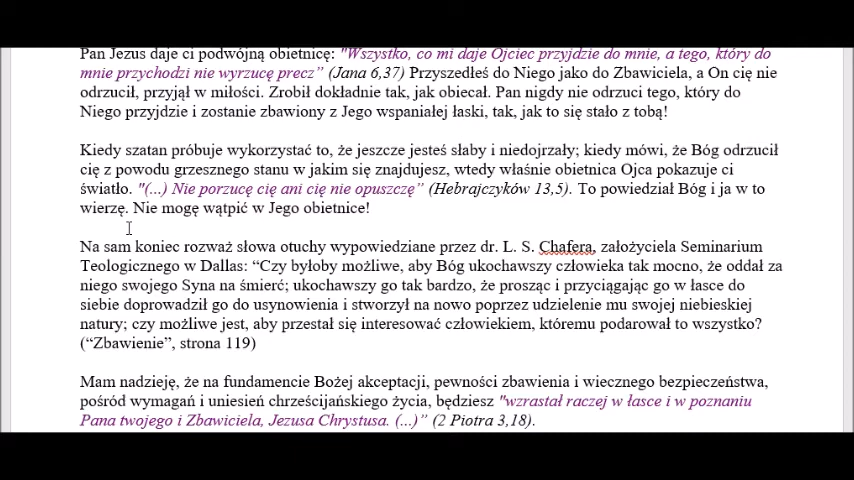 Pan Jezus daje ci podwójną obietnicę: "Wszystko, co mi daje Ojciec przyjdzie do mnie, a tego, który do
mnie przychodzi nie wyrzucę precz” (Jana 6,37) Przyszedłeś do Niego jako do Zbawiciela, a On cię nie
odrzucił, przyjął w miłości. Zrobił dokładnie tak, jak obiecał. Pan nigdy nie odrzuci tego, który do
Niego przyjdzie i zostanie zbawiony z Jego wspaniałej łaski, tak, jak to się stało z tobą!
Kiedy szatan próbuje wykorzystać to, że jeszcze jesteś słaby i niedojrzały; kiedy mówi, że Bóg odrzucił
cię z powodu grzesznego stanu w jakim się znajdujesz, wtedy właśnie obietnica Ojca pokazuje ci
światło. "(...) Nie porzucę cię ani cię nie opuszczę” (Hebrajczyków 13,5). To powiedział Bóg i ja w to
wierzę. Nie mogę wątpić w Jego obietnice!
Na sam koniec rozważ słowa otuchy wypowiedziane przez dr. L. S. Chafera, założyciela Seminarium
Teologicznego w Dallas: “Czy byłoby możliwe, aby Bóg ukochawszy człowieka tak mocno, że oddał za
niego swojego Syna na śmierć; ukochawszy go tak bardzo, że prosząc i przyciągając go w łasce do
siebie doprowadził go do usynowienia i stworzył na nowo poprzez udzielenie mu swojej niebieskiej
natury; czy możliwe jest, aby przestał się interesować człowiekiem, któremu podarował to wszystko?
(“Zbawienie”, strona 119)
Mam nadzieję, że na fundamencie Bożej akceptacji, pewności zbawienia i wiecznego bezpieczeństwa,
pośród wymagań i uniesień chrześcijańskiego życia, będziesz "wzrastał raczej w łasce i w poznaniu
Pana twojego i Zbawiciela, Jezusa Chrystusa. (...)” (2 Piotra 3,18).